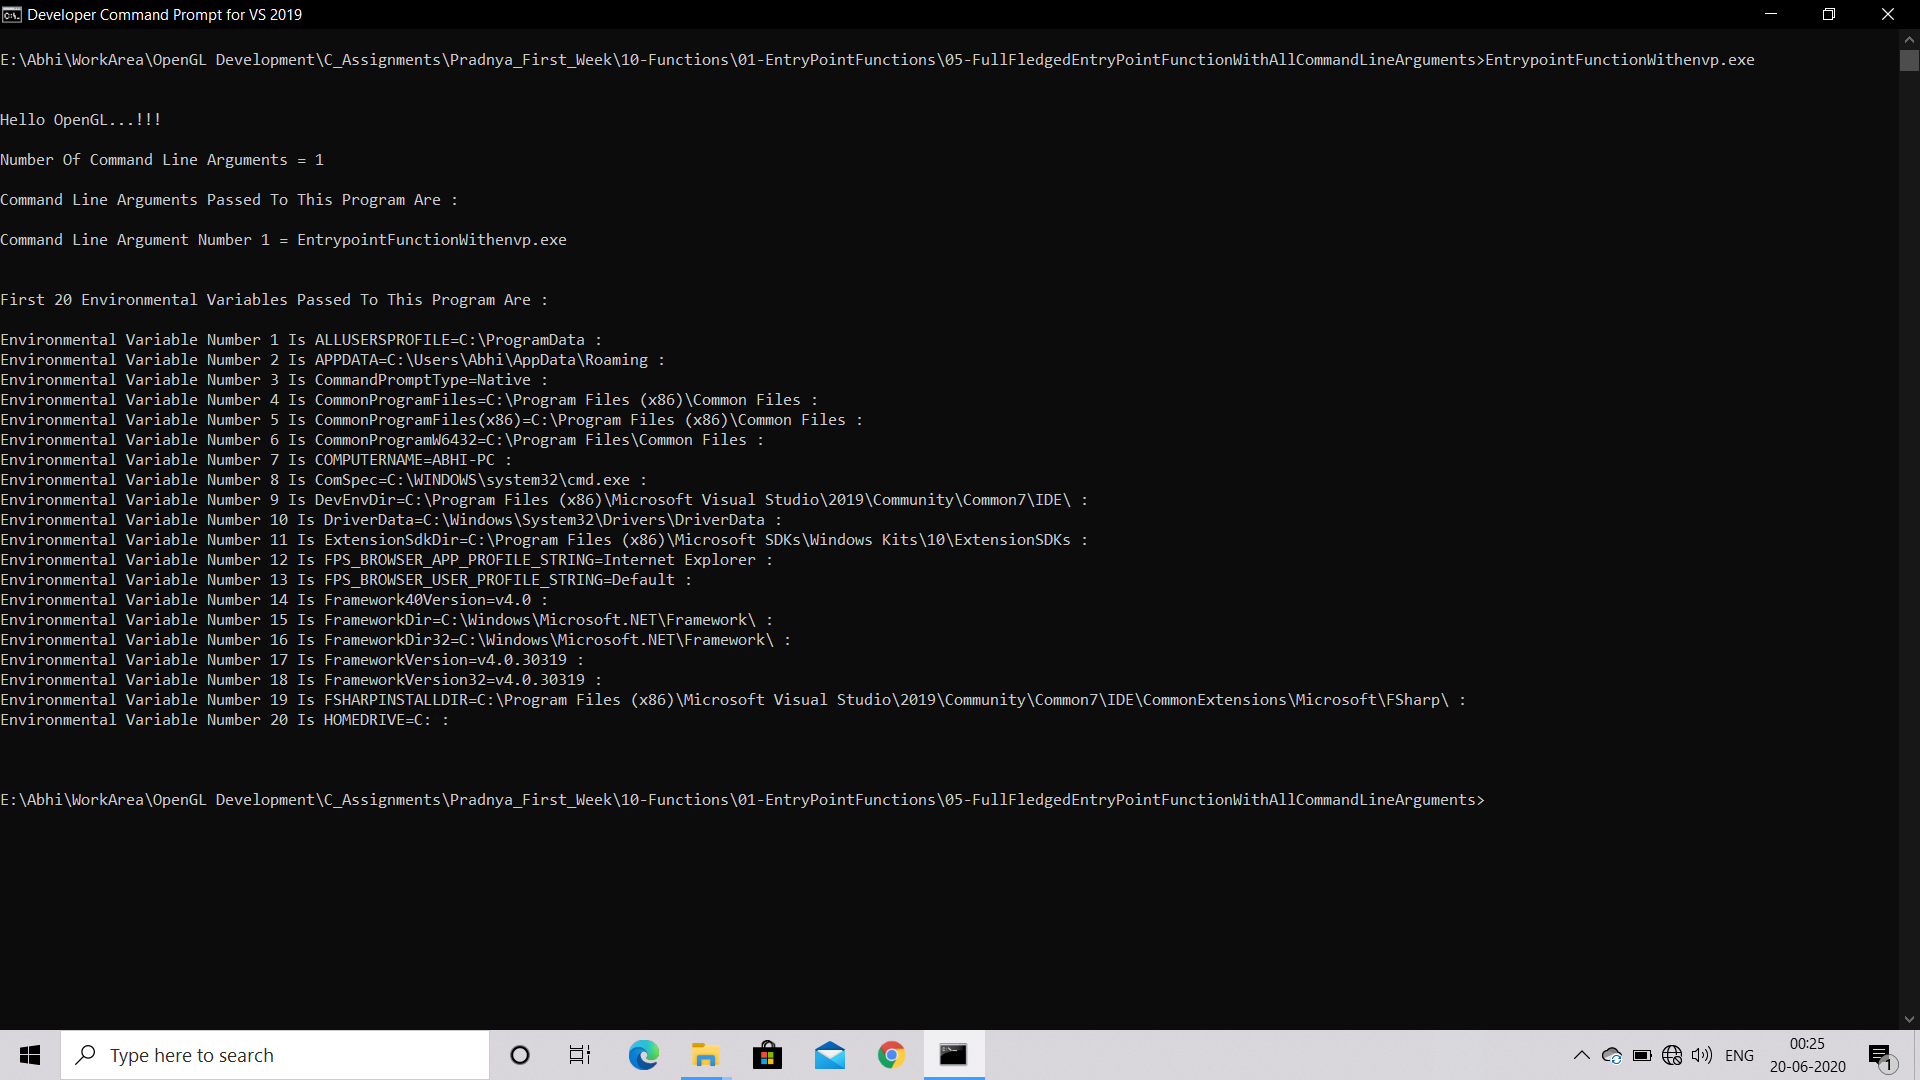 Developer Command Prompt for VS 2019
E:\Abhi\WorkArea\OpenGL Development\C_Assignments\Pradnya_First_Week\10-Functions\01-EntryPointFunctions\05-FullFledgedEntryPointFunctionWithAllCommandLineArguments>EntrypointFunctionWithenvp.exe
Hello OpenGL...!!!
Number Of Command Line Arguments = 1
Command Line Arguments Passed To This Program Are :
Command Line Argument Number 1 = EntrypointFunctionWithenvp.exe
First 20 Environmental Variables Passed To This Program Are :
Environmental Variable Number 1 Is ALLUSERSPROFILE=C:\ProgramData :
Environmental Variable Number 2 Is APPDATA=C:\Users\Abhi\AppData\Roaming :
Environmental Variable Number 3 Is CommandPromptType=Native :
Environmental Variable Number 4 Is CommonProgramFiles=C:\Program Files (x86)\Common Files :
Environmental Variable Number 5 Is CommonProgramFiles(x86)=C:\Program Files (x86)\Common Files :
Environmental Variable Number 6 Is CommonProgramW6432=C:\Program Files\Common Files :
Environmental Variable Number 7 Is COMPUTERNAME=ABHI-PC :
Environmental Variable Number 8 Is ComSpec=C:\WINDOWS\system32\cmd.exe :
Environmental Variable Number 9 Is DevEnvDir=C:\Program Files (x86)\Microsoft Visual Studio\2019\Community\Common7\IDE\ :
Environmental Variable Number 10 Is DriverData=C:\Windows\System32\Drivers\DriverData :
Environmental Variable Number 11 Is ExtensionSdkDir=C:\Program Files (x86)\Microsoft SDKs\Windows Kits\10\ExtensionSDKs :
Environmental Variable Number 12 Is FPS_BROWSER_APP_PROFILE_STRING=Internet Explorer :
Environmental Variable Number 13 Is FPS_BROWSER_USER_PROFILE_STRING=Default :
Environmental Variable Number 14 Is Framework40Version=v4.0 :
Environmental Variable Number 15 Is FrameworkDir=C:\Windows\Microsoft.NET\Framework\ :
Environmental Variable Number 16 Is FrameworkDir32=C:\Windows\Microsoft.NET\Framework\ :
Environmental Variable Number 17 Is FrameworkVersion=v4.0.30319 :
Environmental Variable Number 18 Is FrameworkVersion32=v4.0.30319 :
Environmental Variable Number 19 Is FSHARPINSTALLDIR=C:\Program Files (x86)\Microsoft Visual Studio\2019\Community\Common7\IDE\CommonExtensions\Microsoft\FSharp\ :
Environmental Variable Number 20 Is HOMEDRIVE=C: :
E:\Abhi\WorkArea\OpenGL Development\C_Assignments\Pradnya_First_Week\10-Functions\01-EntryPointFunctions\05-FullFledgedEntryPointFunctionWithAllCommandLineArguments>
Type here to search
ENG
00:25
20-06-2020
1